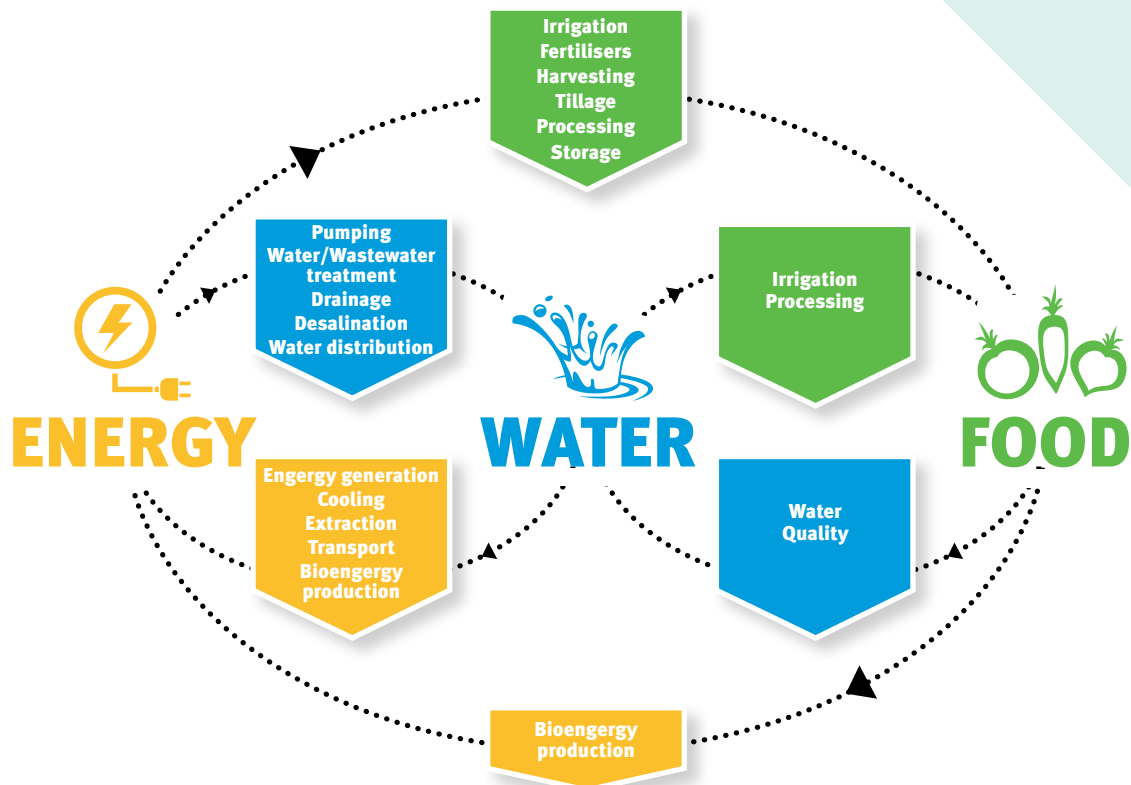 Irrigation
Fertilisers
Harvesting
Tillage
Processing
Storage
Pumping
Water/Wastewater
treatment
Drainage
Desalination
Water distribution
Irrigation
Processing
ENERGY
WATER
FOOD
Engergy generation
Cooling
Extraction
Transport
Bioengergy
production
Water
Quality
Bioengergy
production